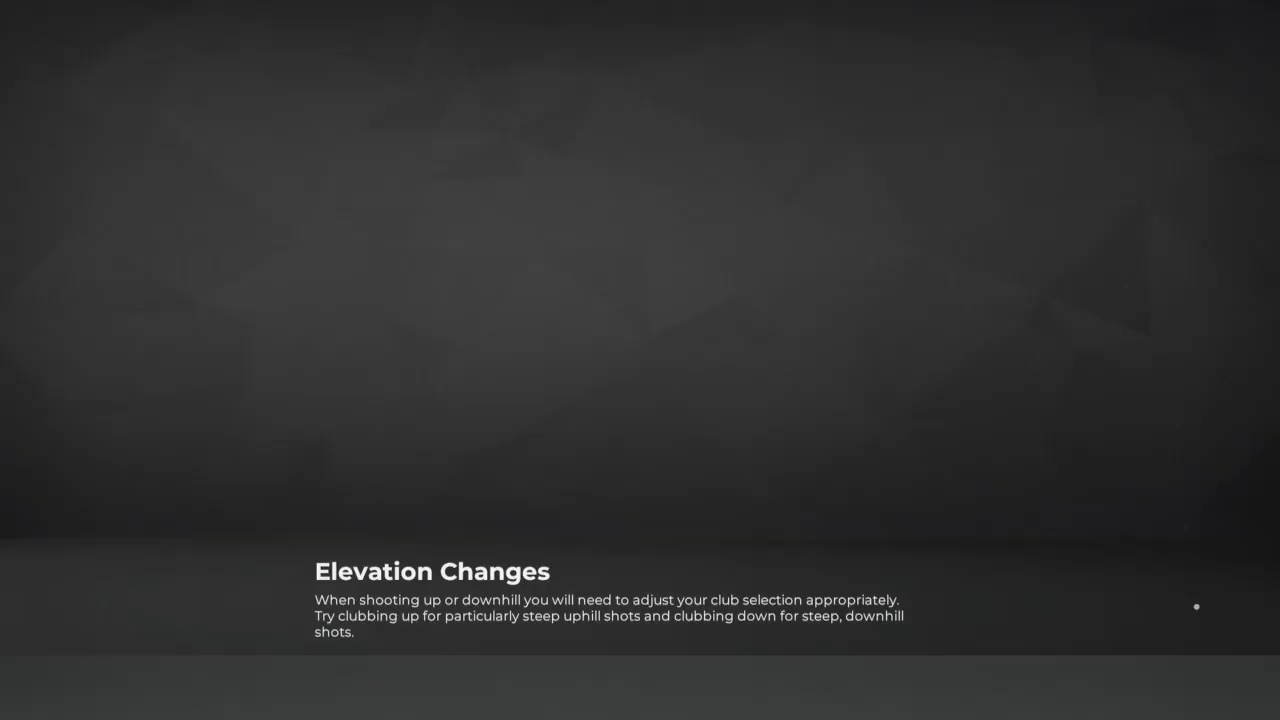 Elevation Changes
When shooting up or downhill you will need to adjust your club selection appropriately.
Try clubbing up for particularly steep uphill shots and clubbing down for steep, downhill
shots.